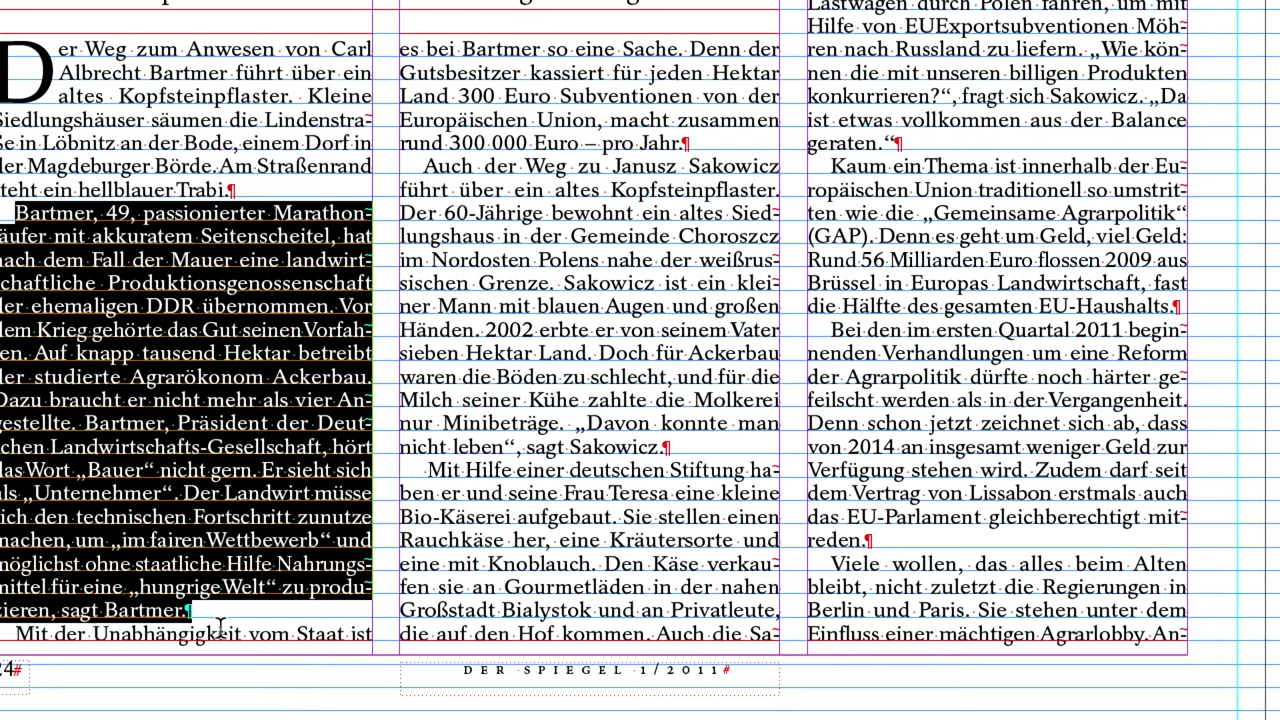 er Weg zum Anwesen von Carl
D Albrecht Bartmer führt über ein
altes Kopfsteinpflaster. Kleine
Siedlungshäuser säumen die Lindenstra-
ße in Löbnitz an der Bode, einem Dorf in
der Magdeburger Börde. Am Straßenrand
steht ein hellblauer Trabi.¶
Bartmer, 49, passionierter Marathon-
läufer mit akkuratem Seitenscheitel, hat
nach dem Fall der Mauer eine landwirt-
schaftliche Produktionsgenossenschaft
der ehemaligen DDR übernommen. Vor
dem Krieg gehörte das Gut seinen Vorfah-
ren. Auf knapp tausend Hektar betreibt
der studierte Agrarökonom Ackerbau.
Dazu braucht er nicht mehr als vier An-
gestellte. Bartmer, Präsident der Deut-
schen Landwirtschafts-Gesellschaft, hört
das Wort „Bauer“ nicht gern. Er sieht sich
als „Unternehmer“. Der Landwirt müsse
sich den technischen Fortschritt zunutze
machen, um „im fairen Wettbewerb“ und
möglichst ohne staatliche Hilfe Nahrungs-
mittel für eine „hungrige Welt“ zu produ-
zieren, sagt Bartmer.¶
Mit der Unabhängigkeit vom Staat ist
es bei Bartmer so eine Sache. Denn der
Gutsbesitzer kassiert für jeden Hektar
Land 300 Euro Subventionen von der
Europäischen Union, macht zusammen
rund 300 000 Euro – pro Jahr.¶
Auch der Weg zu Janusz Sakowicz
führt über ein altes Kopfsteinpflaster.
Der 60-Jährige bewohnt ein altes Sied-
lungshaus in der Gemeinde Choroszcz
im Nordosten Polens nahe der weißrus-
sischen Grenze. Sakowicz ist ein klei-
ner Mann mit blauen Augen und großen
Händen. 2002 erbte er von seinem Vater
sieben Hektar Land. Doch für Ackerbau
waren die Böden zu schlecht, und für die
Milch seiner Kühe zahlte die Molkerei
nur Minibeträge. „Davon konnte man
nicht leben“, sagt Sakowicz.¶
Mit Hilfe einer deutschen Stiftung ha-
ben er und seine Frau Teresa eine kleine
Bio-Käserei aufgebaut. Sie stellen einen
Rauchkäse her, eine Kräutersorte und
eine mit Knoblauch. Den Käse verkau-
fen sie an Gourmetläden in der nahen
Großstadt Bialystok und an Privatleute,
die auf den Hof kommen. Auch die Sa-
Lastwagen durch Polen fahren, um mit
Hilfe von EUExportsubventionen Möh-
ren nach Russland zu liefern. „Wie kön-
nen die mit unseren billigen Produkten
konkurrieren?“, fragt sich Sakowicz. „Da
ist etwas vollkommen aus der Balance
geraten.“¶
Kaum ein Thema ist innerhalb der Eu-
ropäischen Union traditionell so umstrit-
ten wie die „Gemeinsame Agrarpolitik“
(GAP). Denn es geht um Geld, viel Geld:
Rund 56 Milliarden Euro flossen 2009 aus
Brüssel in Europas Landwirtschaft, fast
die Hälfte des gesamten EU-Haushalts.¶
Bei den im ersten Quartal 2011 begin-
nenden Verhandlungen um eine Reform
der Agrarpolitik dürfte noch härter ge-
feilscht werden als in der Vergangenheit.
Denn schon jetzt zeichnet sich ab, dass
von 2014 an insgesamt weniger Geld zur
Verfügung stehen wird. Zudem darf seit
dem Vertrag von Lissabon erstmals auch
das EU-Parlament gleichberechtigt mit-
reden.¶
Viele wollen, das alles beim Alten
bleibt, nicht zuletzt die Regierungen in
Berlin und Paris. Sie stehen unter dem
Einfluss einer mächtigen Agrarlobby. An-
24#
DER SPIEGEL 1/2011#